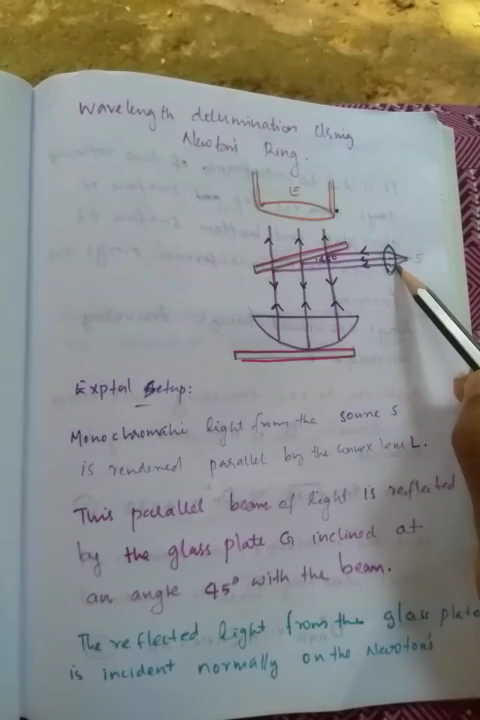 Wavelength determination Using
Newton's Ring.
E
S
Exptal Setup:
Monochromatic light from the source S
is rendered parallel by the convex lens L.
This parallel beam of light is reflected
by the glass plate G inclined at
an angle 45° with the beam.
The reflected light from the glass plate
is incident normally on the Newton's